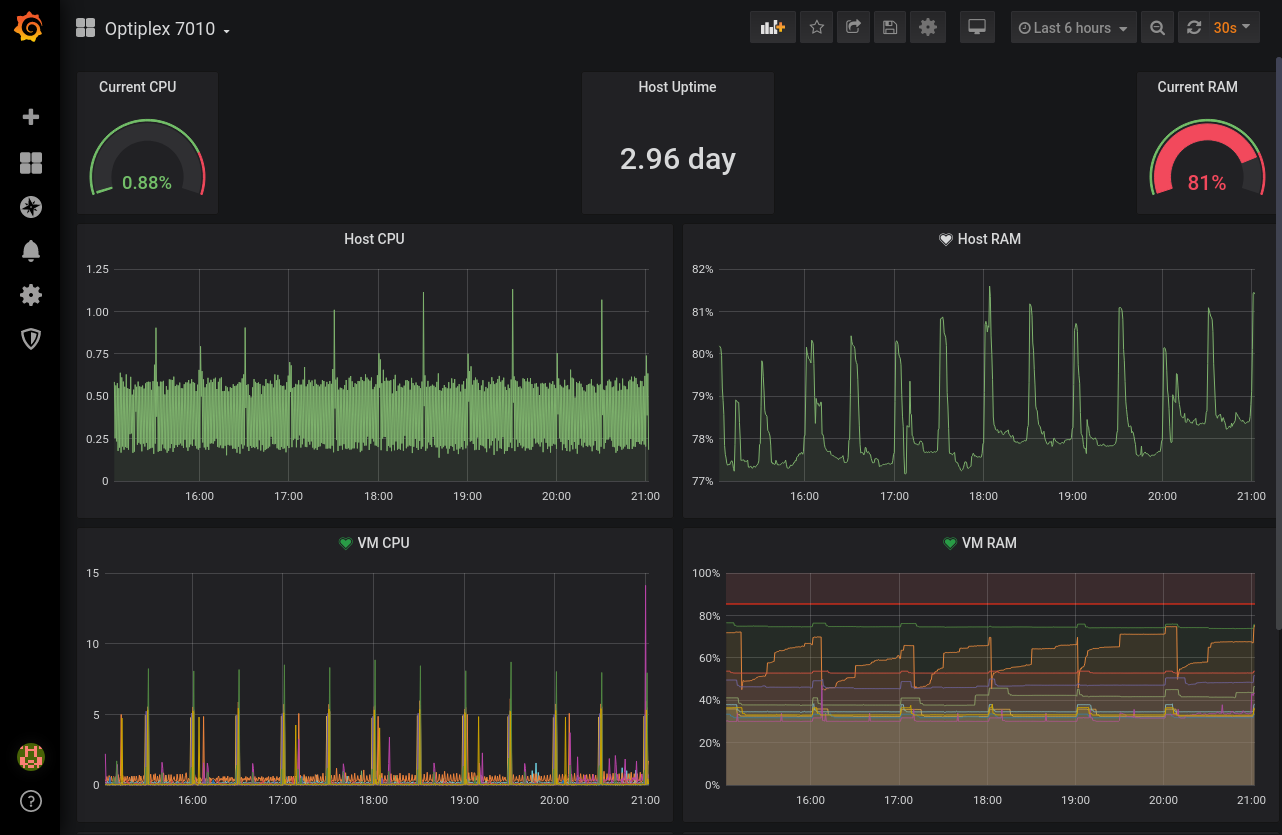 Optiplex 7010
Last 6 hours
30s
Current CPU
0.88%
Host Uptime
2.96 day
Current RAM
81%
Host CPU
1.25
1.00
0.75
0.50
0.25
0
16:00 17:00 18:00 19:00 20:00 21:00
Host RAM
82%
81%
80%
79%
78%
77%
16:00 17:00 18:00 19:00 20:00 21:00
VM CPU
15
10
5
0
16:00 17:00 18:00 19:00 20:00 21:00
VM RAM
100%
80%
60%
40%
20%
0%
16:00 17:00 18:00 19:00 20:00 21:00
?